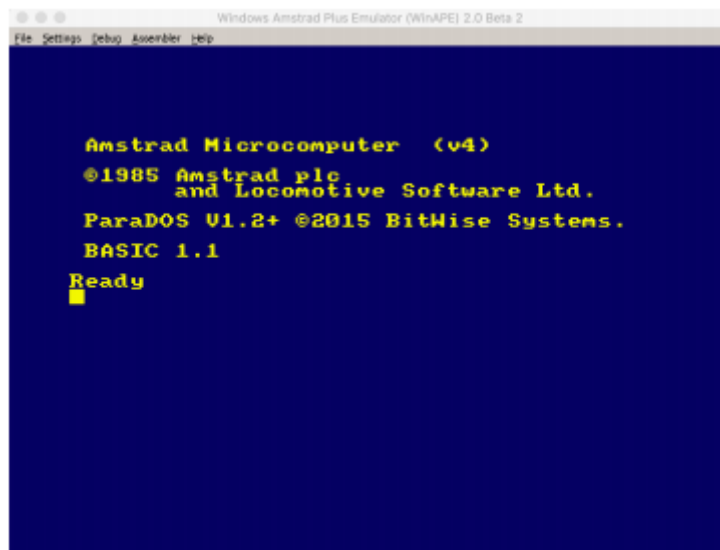 Windows Amstrad Plus Emulator (WinAPE) 2.0 Beta 2
File Settings Debug Assembler Help
Amstrad Microcomputer (v4)
©1985 Amstrad plc
and Locomotive Software Ltd.
ParaDOS V1.2+ ©2015 BitWise Systems.
BASIC 1.1
Ready